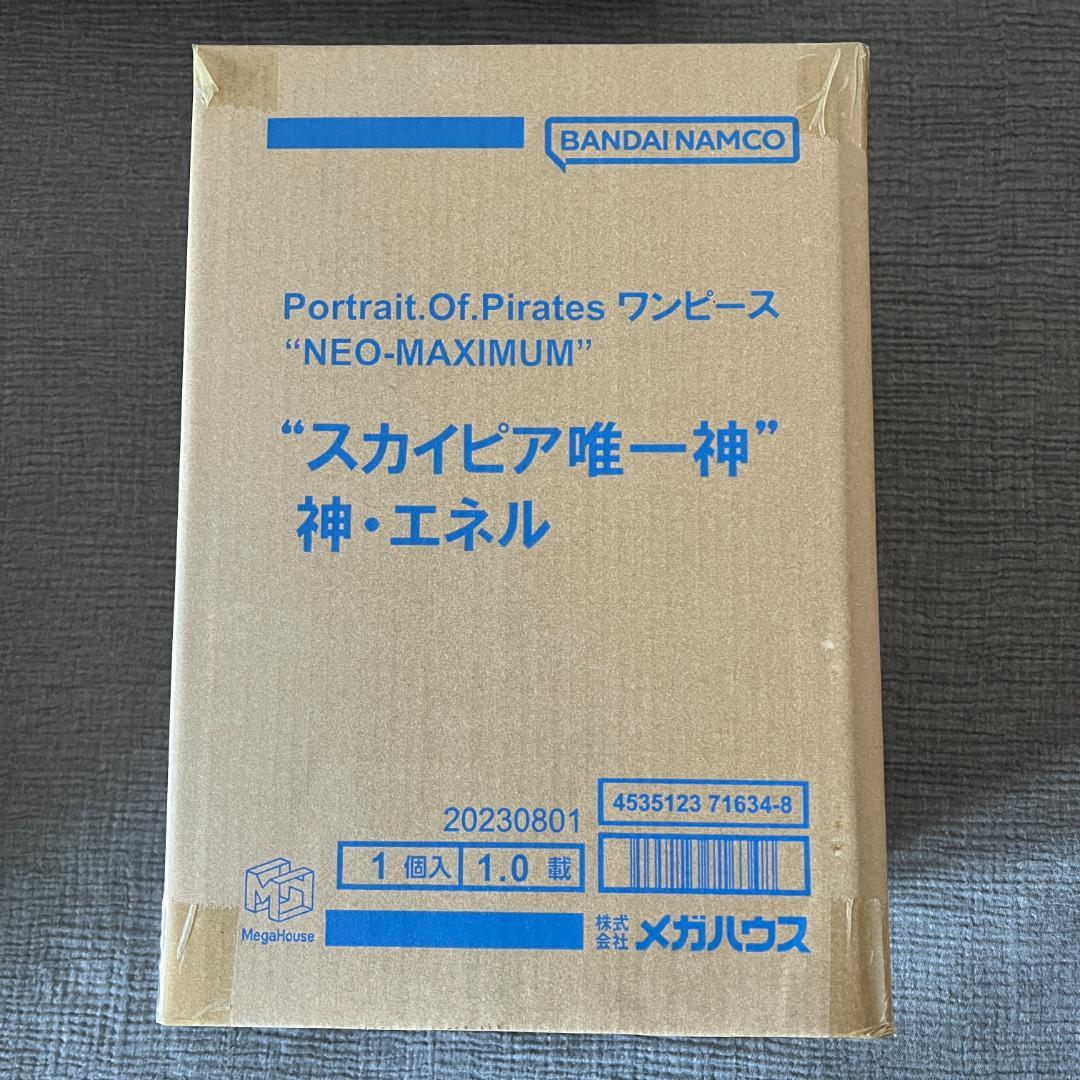 BANDAI NAMCO
Portrait.Of.Pirates ワンピース
“NEO-MAXIMUM”
“スカイピア唯一神”
神・エネル
20230801
4535123 71634-8
1 個入 1.0 載
MegaHouse
株式会社 メガハウス